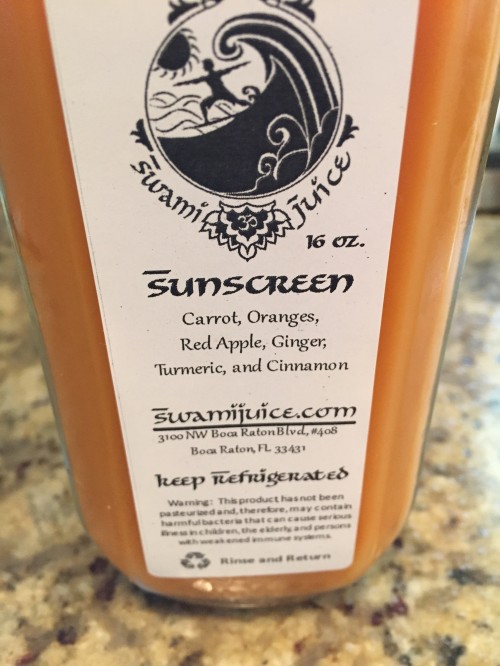 Swami Juice
16 oz.
Sunscreen
Carrot, Oranges,
Red Apple, Ginger,
Turmeric, and Cinnamon
swamijuice.com
3100 NW Boca Raton Blvd., #408
Boca Raton, FL 33431
keep refrigerated
Warning: This product has not been
pasteurized and, therefore, may contain
harmful bacteria that can cause serious
illness in children, the elderly, and persons
with weakened immune systems.
Rinse and Return